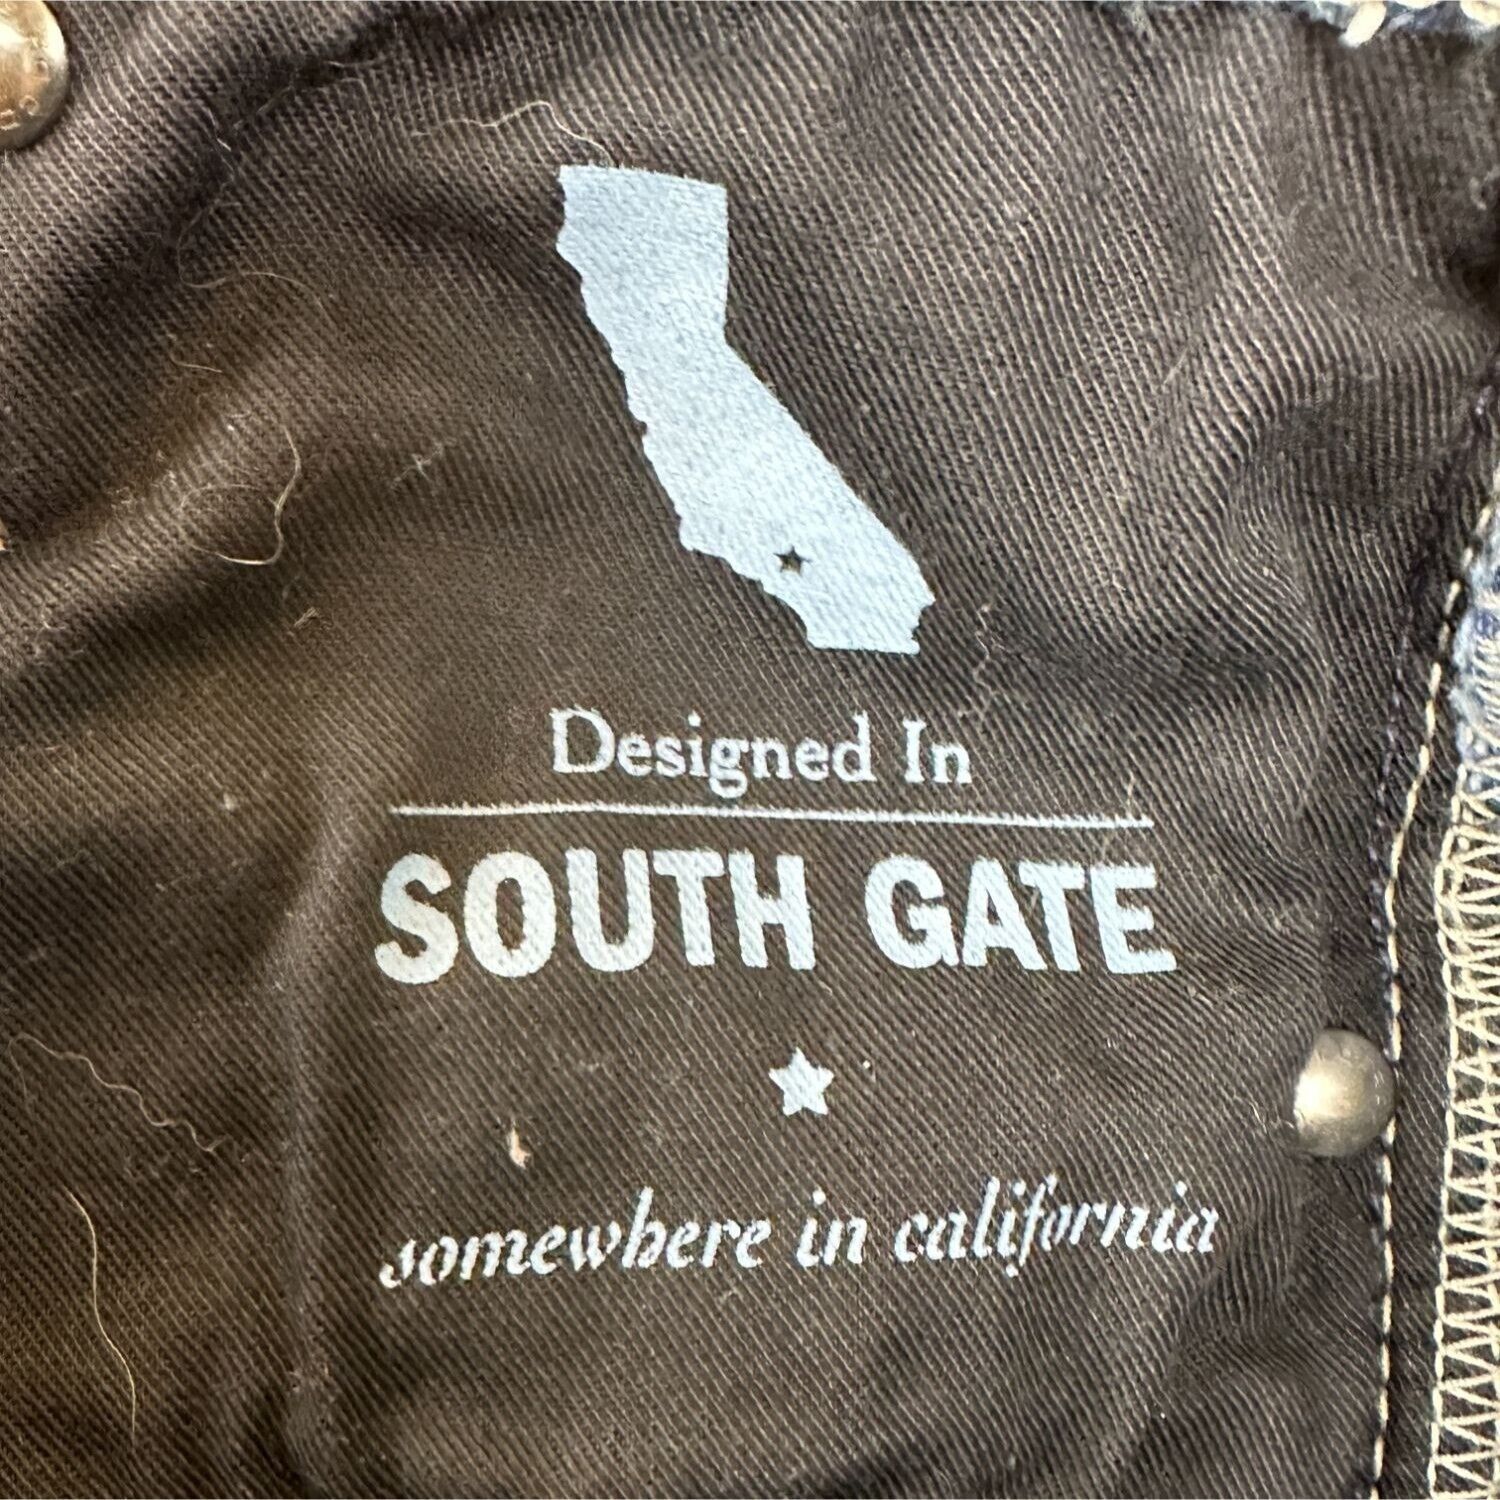 Designed In
SOUTH GATE
somewhere in california